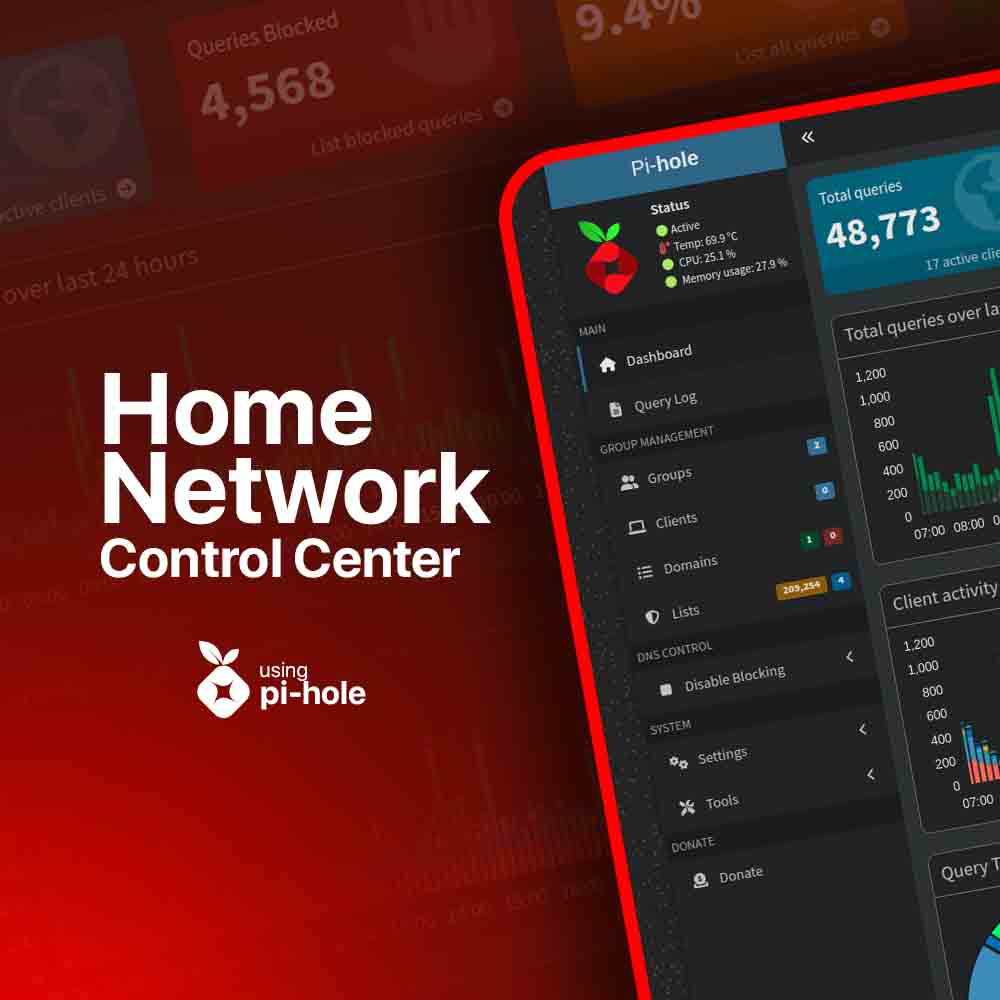 Queries Blocked
4,568
List blocked queries
9.4%
List all queries
active clients
over last 24 hours
Home
Network
Control Center
using
pi-hole
Pi-hole
Status
Active
Temp: 69.9 °C
CPU: 25.1 %
Memory usage: 27.9 %
MAIN
Dashboard
Query Log
GROUP MANAGEMENT
Groups 2
Clients 0
Domains 1 0
Lists 209,254 4
DNS CONTROL
Disable Blocking
SYSTEM
Settings
Tools
DONATE
Donate
Total queries
48,773
17 active
Total queries over
1,200
1,000
800
600
400
200
0
07:00 08:00
Client activity
1,200
1,000
800
600
400
200
0
07:00
Query